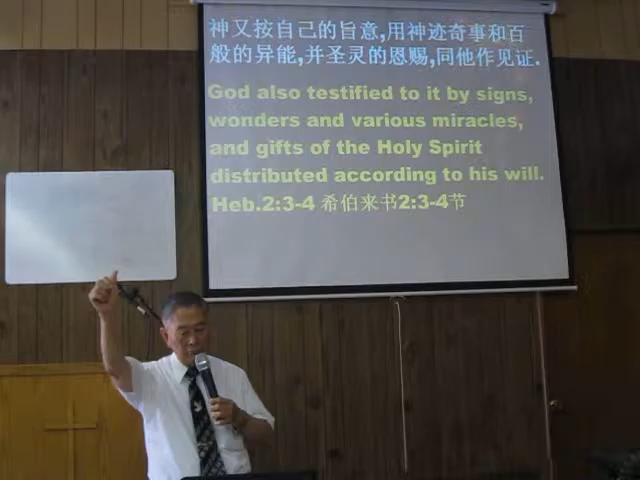 神又按自己的旨意,用神迹奇事和百
般的异能,并圣灵的恩赐,同他作见证.
God also testified to it by signs,
wonders and various miracles,
and gifts of the Holy Spirit
distributed according to his will.
Heb.2:3-4 希伯来书2:3-4节